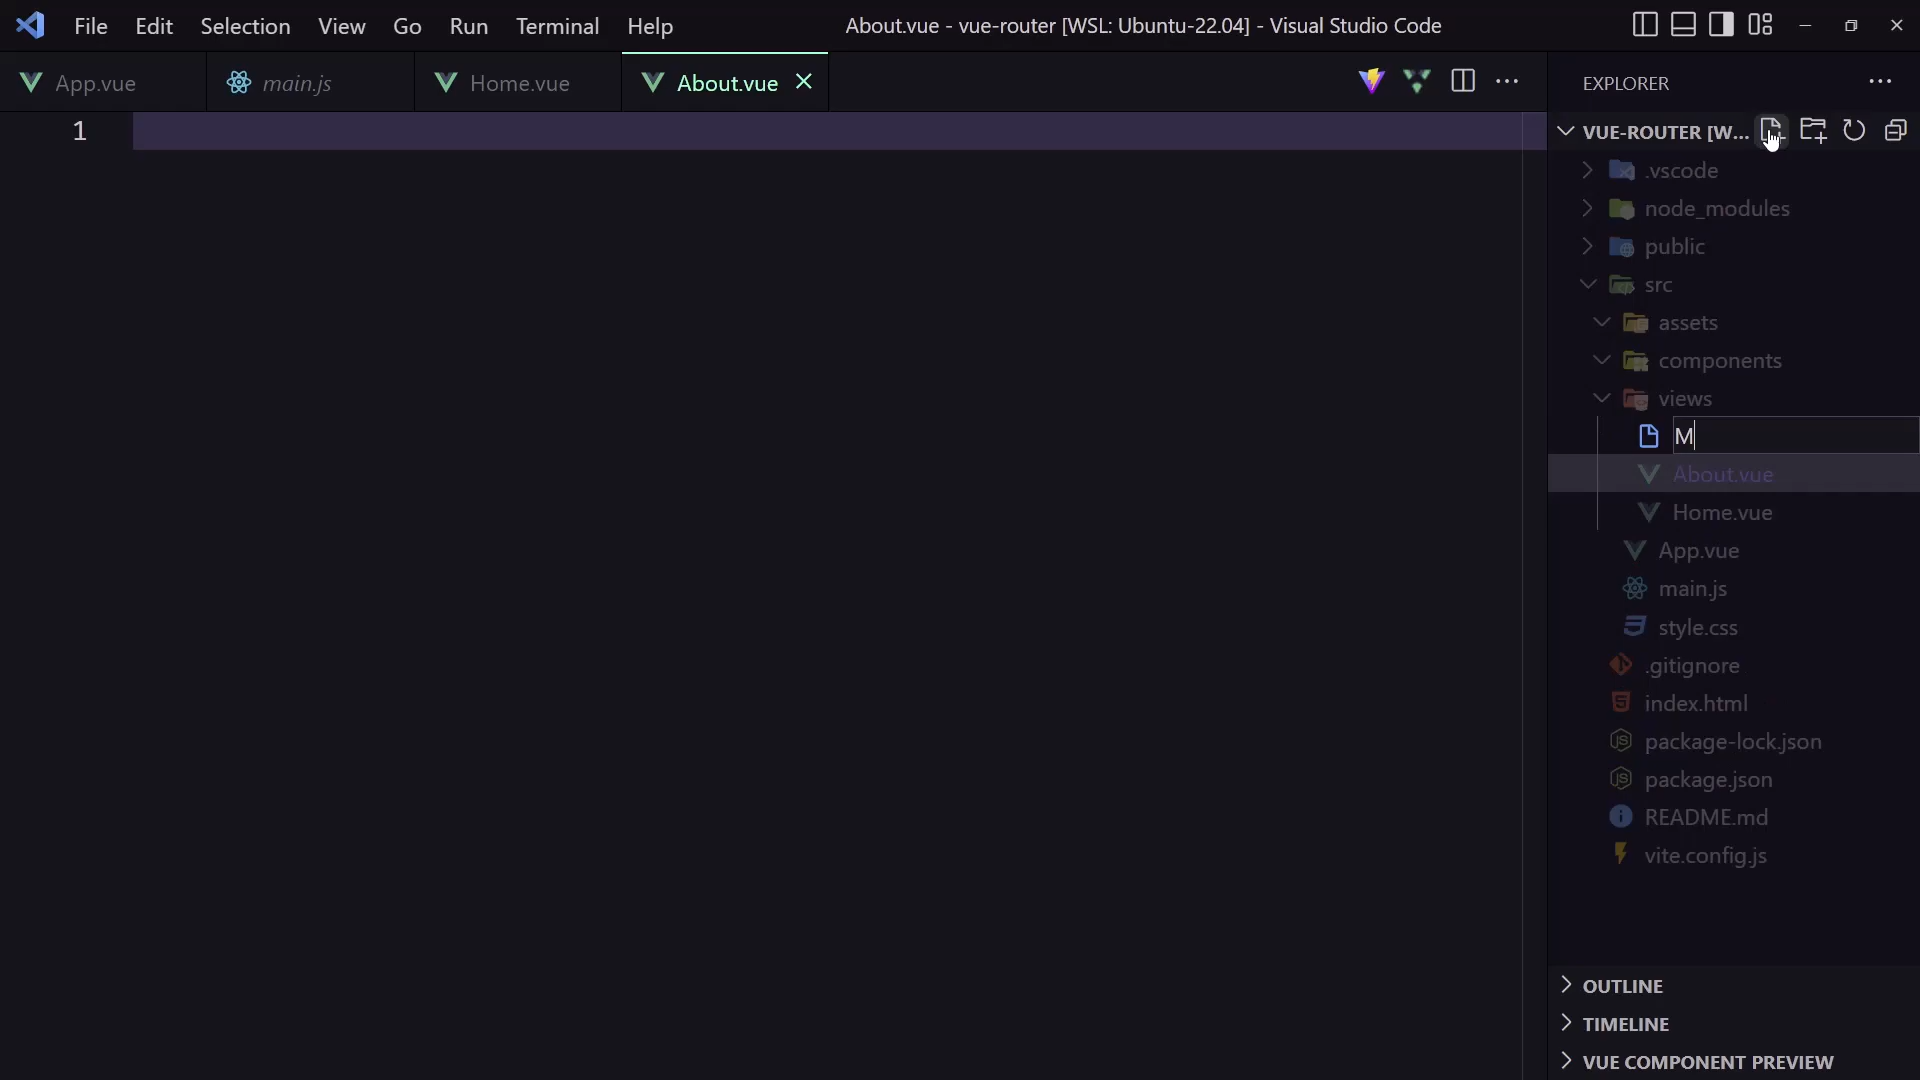 File Edit Selection View Go Run Terminal Help About.vue - vue-router [WSL: Ubuntu-22.04] - Visual Studio Code
App.vue main.js Home.vue About.vue
1
EXPLORER
VUE-ROUTER [W...
.vscode
node_modules
public
src
assets
components
views
M
About.vue
Home.vue
App.vue
main.js
style.css
.gitignore
index.html
package-lock.json
package.json
README.md
vite.config.js
OUTLINE
TIMELINE
VUE COMPONENT PREVIEW